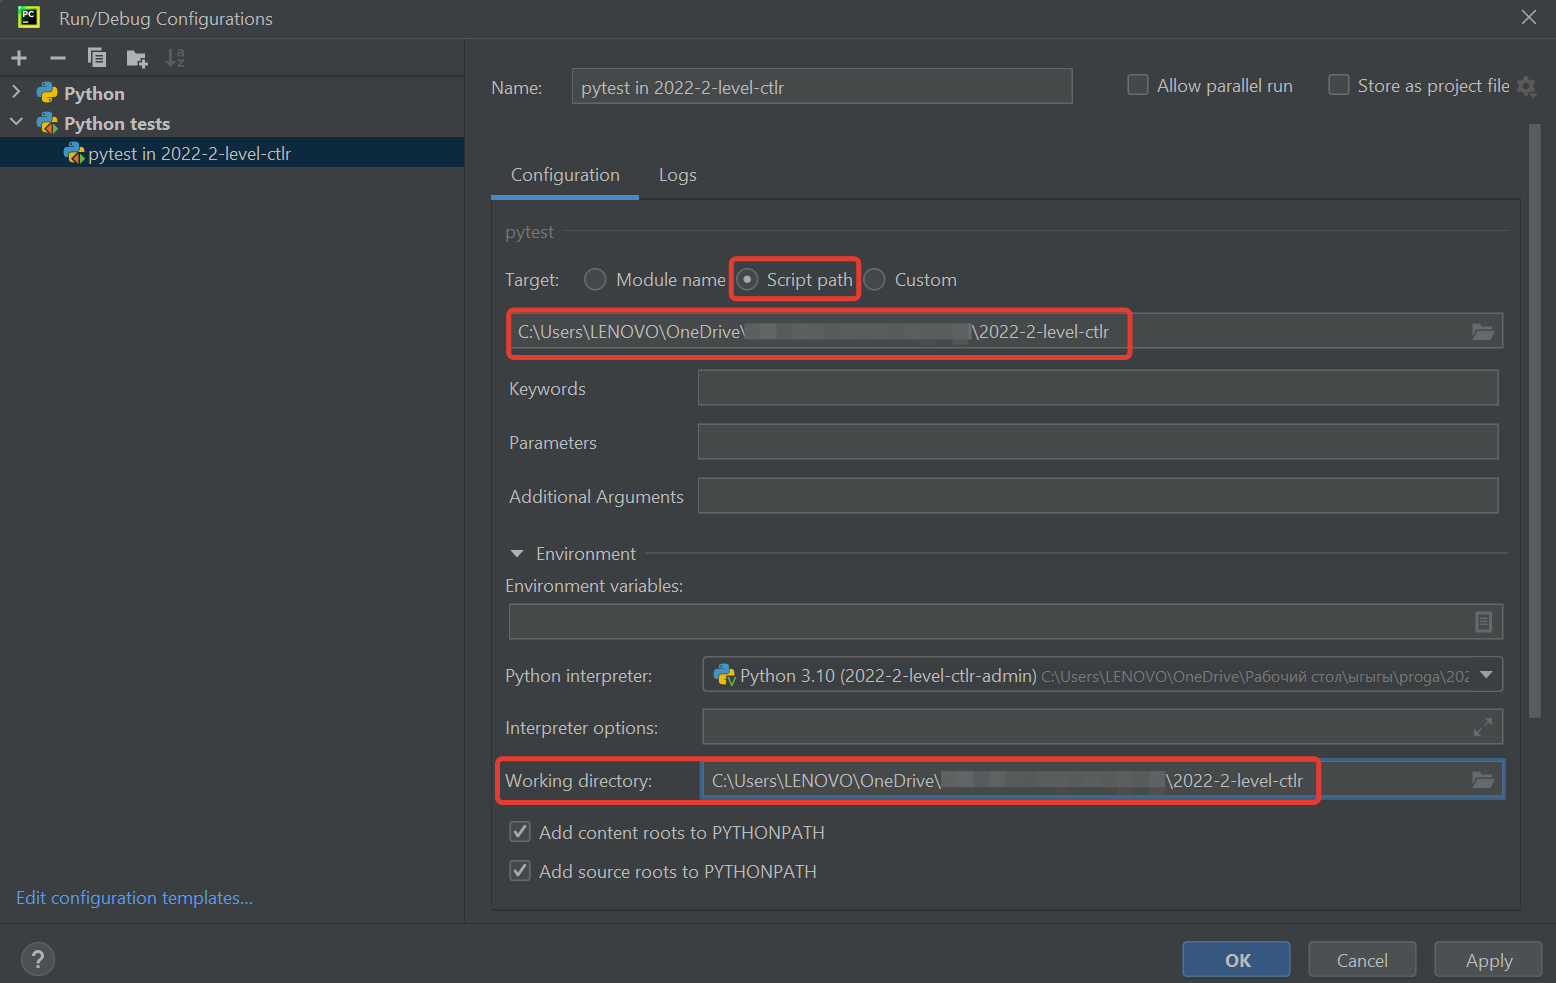 PC
Run/Debug Configurations
Python
Python tests
pytest in 2022-2-level-ctlr
Edit configuration templates...
Name: pytest in 2022-2-level-ctlr
Allow parallel run
Store as project file
Configuration Logs
pytest
Target: Module name Script path Custom
C:\Users\LENOVO\OneDrive\ \2022-2-level-ctlr
Keywords
Parameters
Additional Arguments
Environment
Environment variables:
Python interpreter: Python 3.10 (2022-2-level-ctlr-admin) C:\Users\LENOVO\OneDrive\Рабочий стол\ыгыгы\proga\202
Interpreter options:
Working directory: C:\Users\LENOVO\OneDrive\ \2022-2-level-ctlr
Add content roots to PYTHONPATH
Add source roots to PYTHONPATH
?
OK Cancel Apply